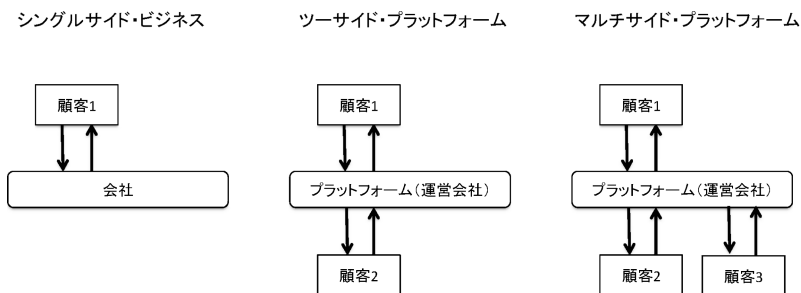 シングルサイド・ビジネス
ツーサイド・プラットフォーム
マルチサイド・プラットフォーム
顧客1
顧客1
顧客1
会社
プラットフォーム(運営会社)
プラットフォーム(運営会社)
顧客2
顧客2
顧客3